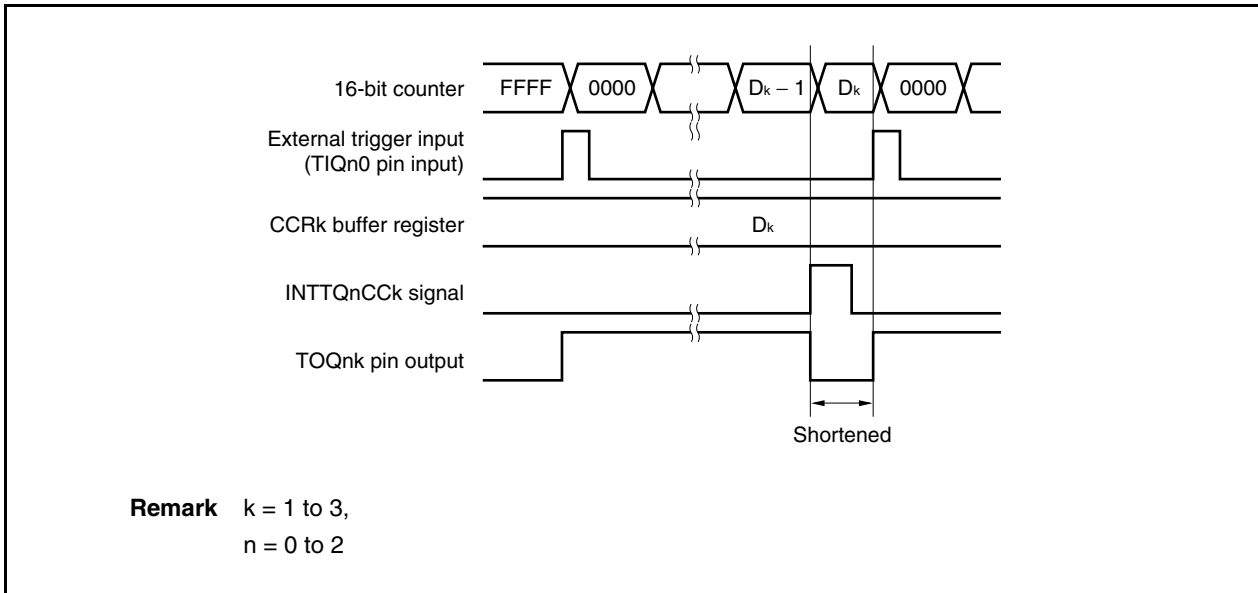 16-bit counter
FFFF 0000 Dk − 1 Dk 0000
External trigger input
(TIQn0 pin input)
CCRk buffer register
Dk
INTTQnCCk signal
TOQnk pin output
Shortened
Remark k = 1 to 3,
n = 0 to 2